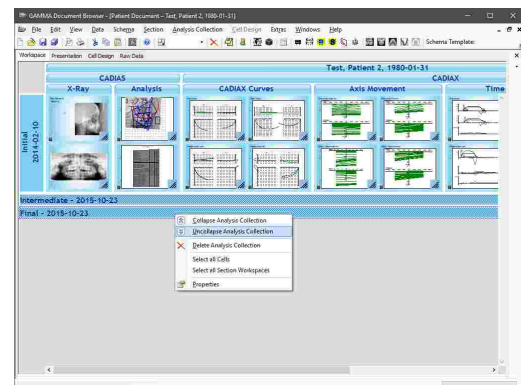 GAMMA Document Browser - [Patient Document - Test, Patient 2, 1980-01-31]
File Edit View Data Schema Section Analysis Collection Cell Design Extras Windows Help
Schema Template:
Workspace Presentation Cell Design Raw Data
Test, Patient 2, 1980-01-31
CADIAS CADIAX
X-Ray Analysis CADIAX Curves Axis Movement Time
Initial
2014-02-10
Intermediate - 2015-10-23
Final - 2015-10-23
Collapse Analysis Collection
Uncollapse Analysis Collection
Delete Analysis Collection
Select all Cells
Select all Section Workspaces
Properties